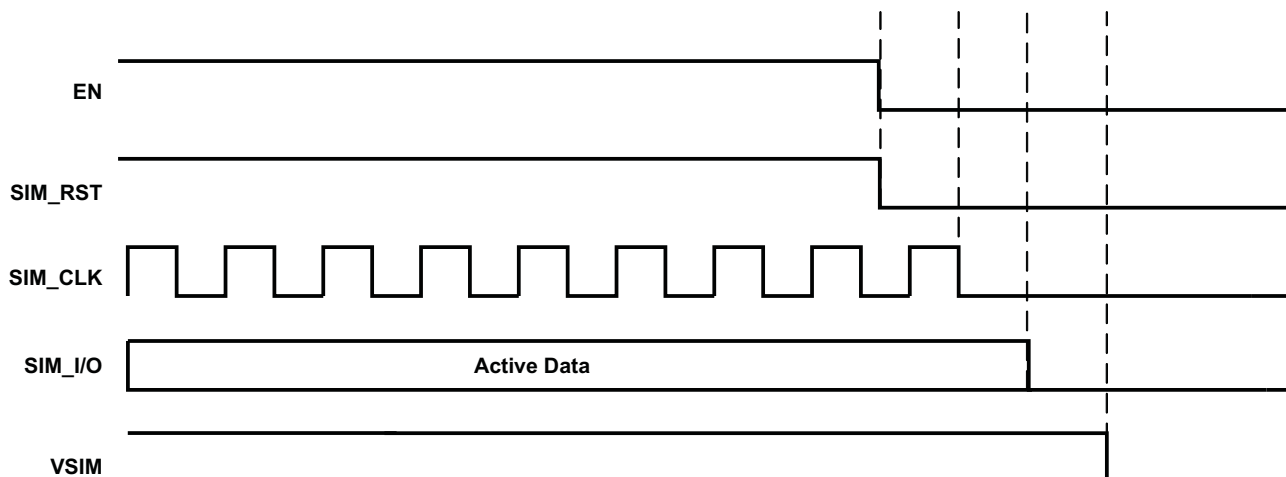 EN
SIM_RST
SIM_CLK
SIM_I/O
Active Data
VSIM